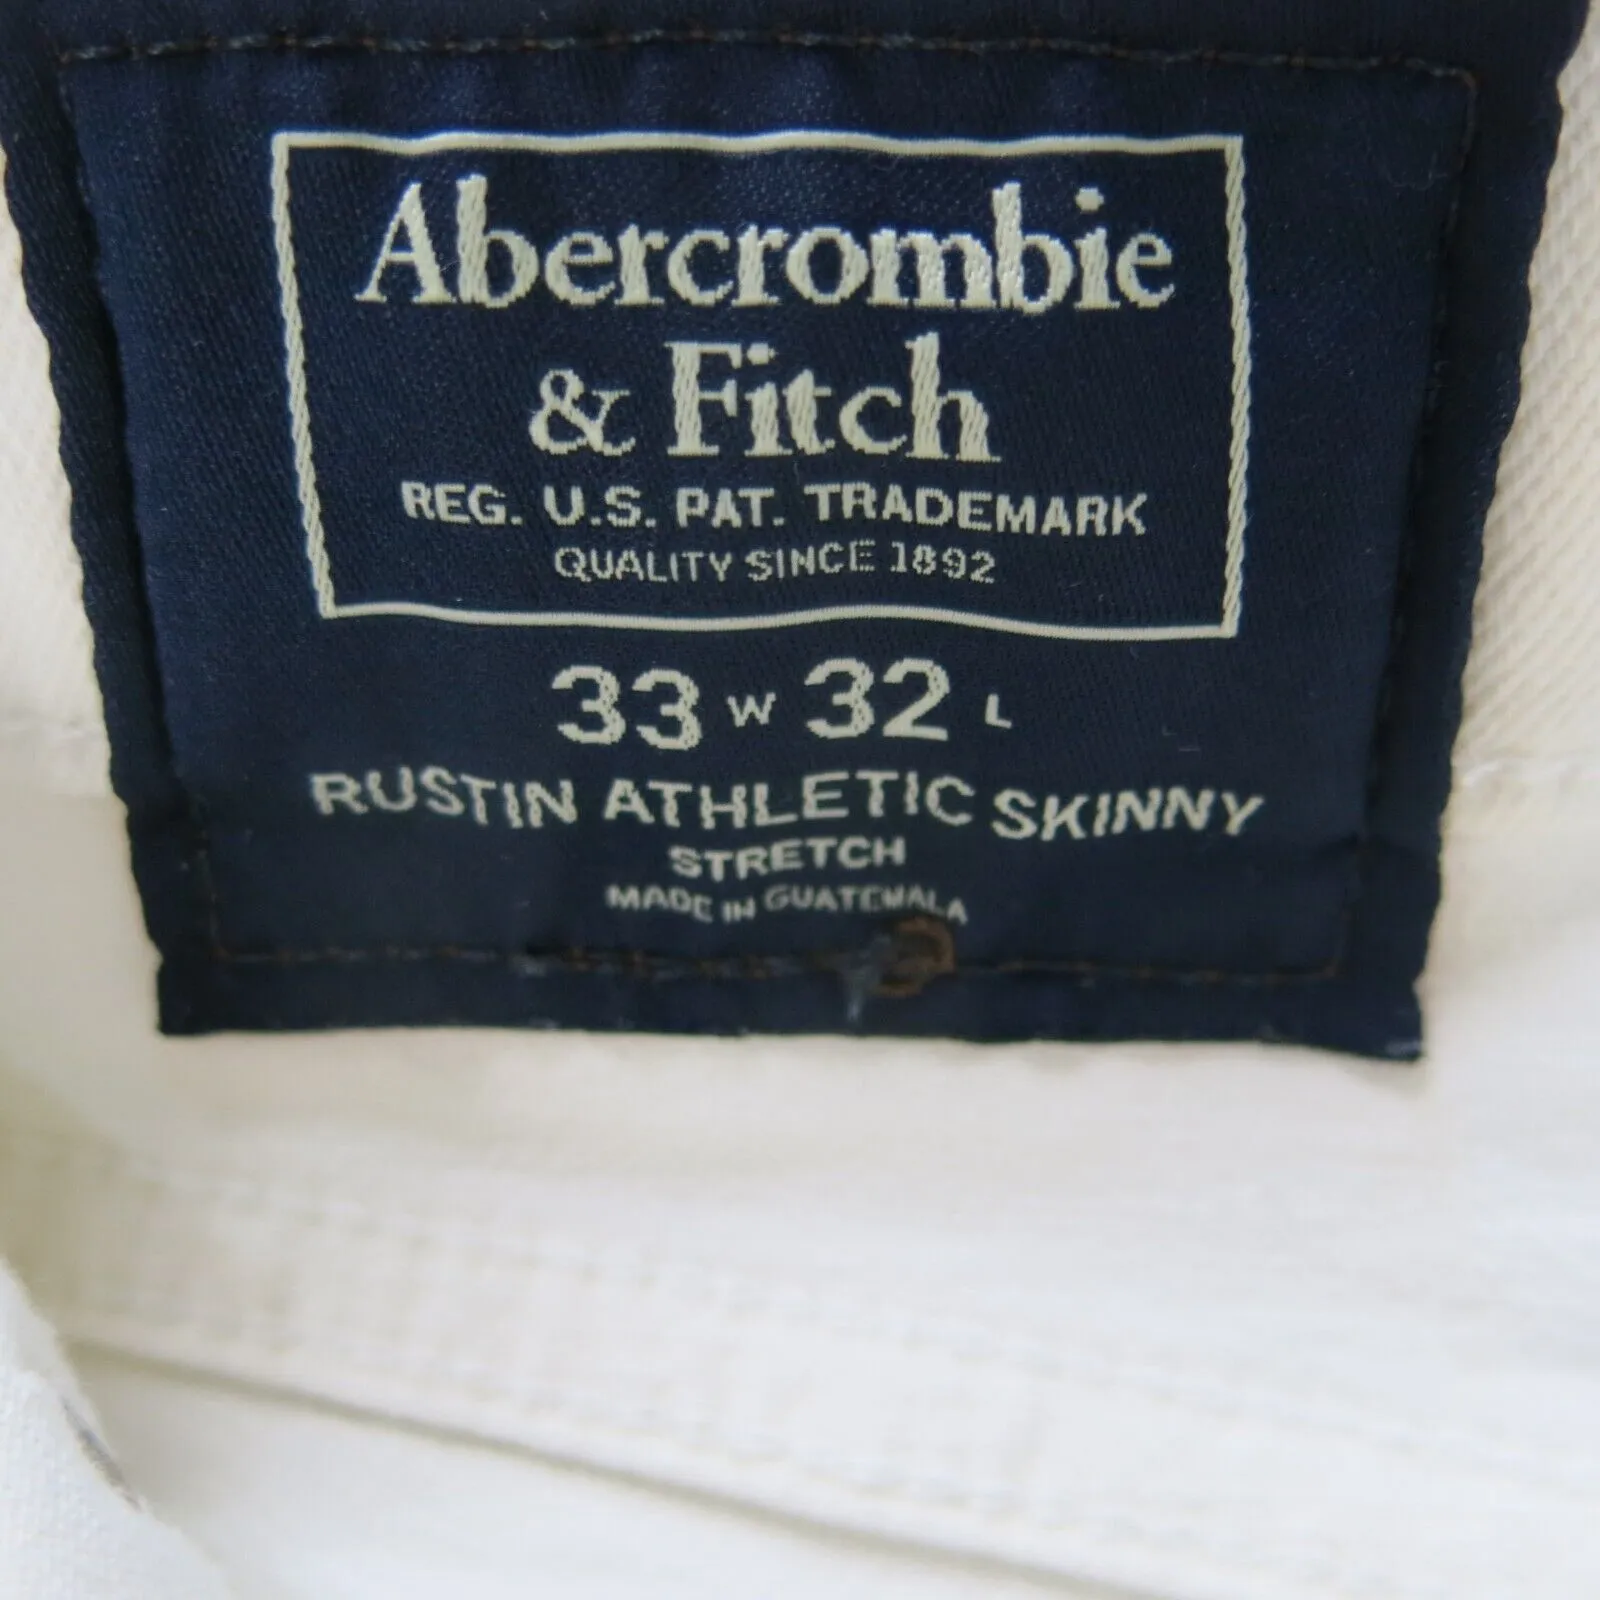 Abercrombie
& Fitch
REG. U.S. PAT. TRADEMARK
QUALITY SINCE 1892
33 W 32 L
RUSTIN ATHLETIC SKINNY
STRETCH
MADE IN GUATEMALA